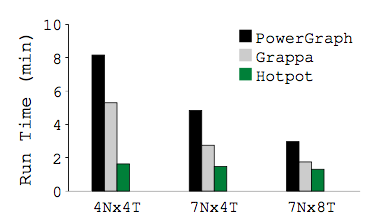 10
8
6
4
2
0
Run Time (min)
PowerGraph
Grappa
Hotpot
4Nx4T 7Nx4T 7Nx8T